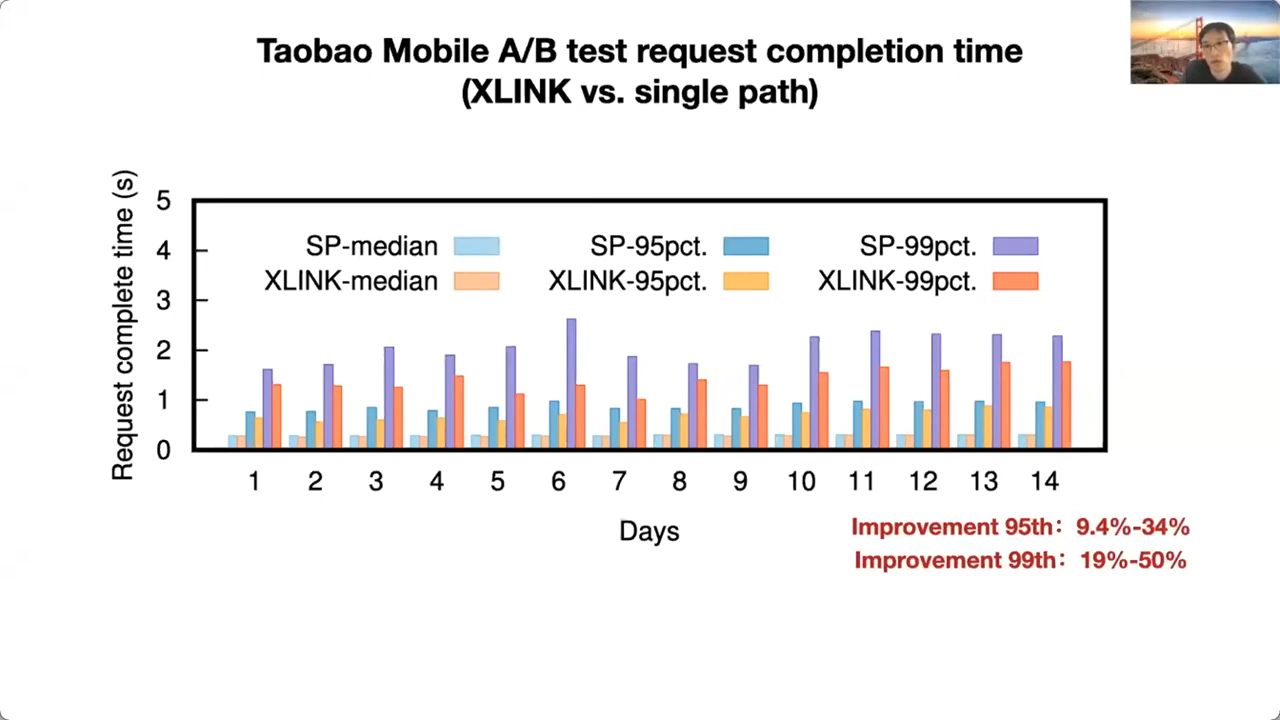 Taobao Mobile A/B test request completion time
(XLINK vs. single path)
Request complete time (s)
5
4
3
2
1
0
SP-median
SP-95pct.
SP-99pct.
XLINK-median
XLINK-95pct.
XLINK-99pct.
1 2 3 4 5 6 7 8 9 10 11 12 13 14
Days
Improvement 95th: 9.4%-34%
Improvement 99th: 19%-50%